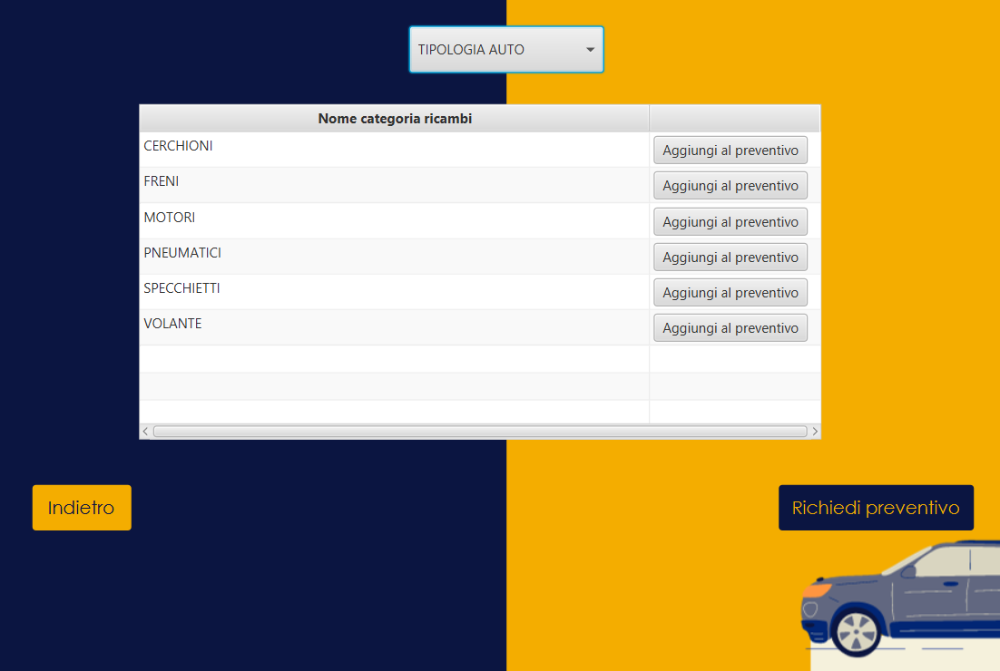 TIPOLOGIA AUTO
Nome categoria ricambi
CERCHIONI Aggiungi al preventivo
FRENI Aggiungi al preventivo
MOTORI Aggiungi al preventivo
PNEUMATICI Aggiungi al preventivo
SPECCHIETTI Aggiungi al preventivo
VOLANTE Aggiungi al preventivo
Indietro Richiedi preventivo